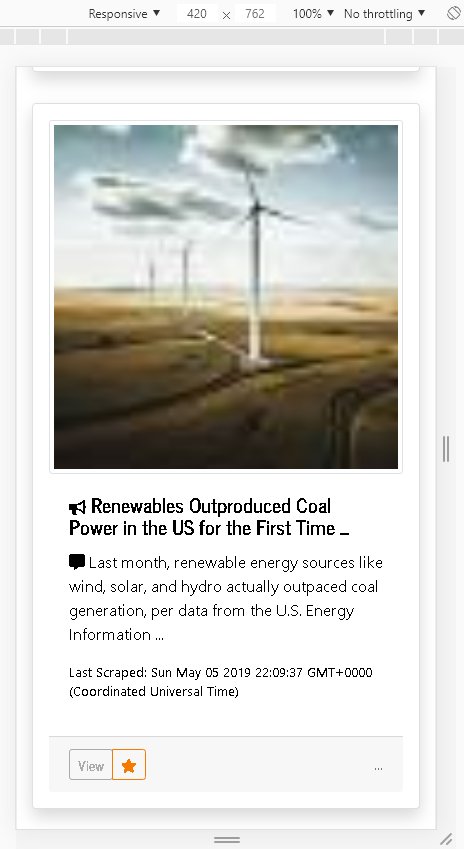 Responsive ▼ 420 × 762 100% ▼ No throttling ▼
Renewables Outproduced Coal
Power in the US for the First Time ...
Last month, renewable energy sources like
wind, solar, and hydro actually outpaced coal
generation, per data from the U.S. Energy
Information ...
Last Scraped: Sun May 05 2019 22:09:37 GMT+0000
(Coordinated Universal Time)
View ...